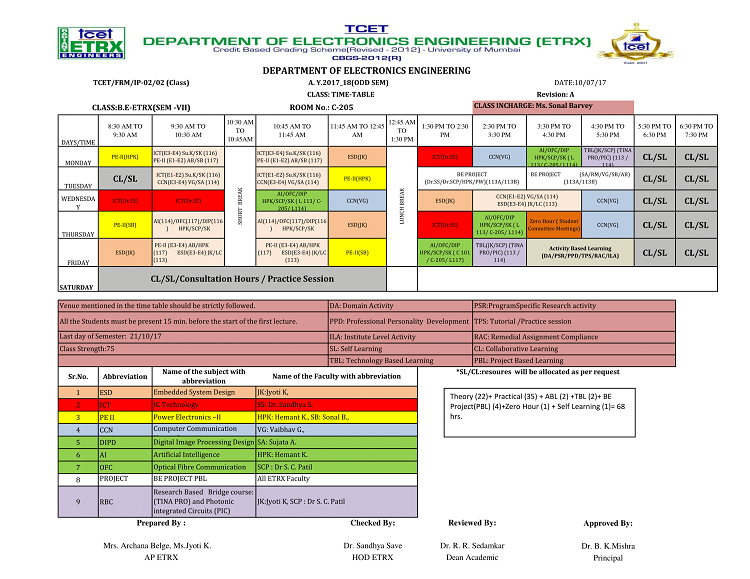 tcet
ETRX
ENGINEERS
TCET
DEPARTMENT OF ELECTRONICS ENGINEERING (ETRX)
Credit Based Grading Scheme(Revised - 2012) - University of Mumbai
CBGS-2012(R)
tcet
DEPARTMENT OF ELECTRONICS ENGINEERING
TCET/FRM/IP-02/02 (Class) A. Y.2017_18(ODD SEM) DATE:10/07/17
CLASS: TIME-TABLE Revision: A
CLASS:B.E-ETRX(SEM -VII) ROOM No.: C-205 CLASS INCHARGE: Ms. Sonal Barvey
DAYS/TIME 8:30 AM TO 9:30 AM 9:30 AM TO 10:30 AM 10:30 AM TO 10:45AM 10:45 AM TO 11:45 AM 11:45 AM TO 12:45 AM 12:45 AM TO 1:30 PM 1:30 PM TO 2:30 PM 2:30 PM TO 3:30 PM 3:30 PM TO 4:30 PM 4:30 PM TO 5:30 PM 5:30 PM TO 6:30 PM 6:30 PM TO 7:30 PM
MONDAY PE-II(HPK) ICT(E3-E4) Su.K/SK (116) PE-II (E1-E2) AB/SB (117) SHORT BREAK ICT(E3-E4) Su.K/SK (116) PE-II (E1-E2) AB/SB (117) ESD(JK) LUNCH BREAK ICT(Dr.SS) CCN(VG) AI/OFC/DIP HPK/SCP/SK ( L 113/ C-205/ L114) TBL(JK/SCP) (TINA PRO/PIC) (113 / 114) CL/SL CL/SL
TUESDAY CL/SL ICT(E1-E2) Su.K/SK (116) CCN(E3-E4) VG/SA (114) ICT(E1-E2) Su.K/SK (116) CCN(E3-E4) VG/SA (114) PE-II(HPK) BE PROJECT (Dr.SS/Dr.SCP/HPK/PW)(113A/113B) BE PROJECT (SA/RM/VG/SB/AB) (113A/113B) CL/SL CL/SL
WEDNESDAY ICT(Dr.SS) ICT(Dr.SS) AI/OFC/DIP HPK/SCP/SK ( L 113/ C-205/ L114) CCN(VG) ESD(JK) CCN(E1-E2) VG/SA (114) ESD(E3-E4) JK/LC (113) CCN(VG) CL/SL CL/SL
THURSDAY PE-II(SB) AI(114)/OFC(117)/DIP(116 ) HPK/SCP/SK AI(114)/OFC(117)/DIP(116 ) HPK/SCP/SK ESD(JK) ICT(Dr.SS) AI/OFC/DIP HPK/SCP/SK ( L 113/ C-205/ L114) Zero Hour ( Student Committee Meetings) CCN(VG) CL/SL CL/SL
FRIDAY ESD(JK) PE-II (E3-E4) AB/HPK (117) ESD(E3-E4) JK/LC (113) PE-II (E3-E4) AB/HPK (117) ESD(E3-E4) JK/LC (113) PE-II(SB) AI/OFC/DIP HPK/SCP/SK ( C 101 / C-205/ L117) TBL(JK/SCP) (TINA PRO/PIC) (113 / 114) Activity Based Learning (DA/PSR/PPD/TPS/RAC/ILA) CL/SL CL/SL
SATURDAY CL/SL/Consultation Hours / Practice Session
Venue mentioned in the time table should be strictly followed. DA: Domain Activity PSR:ProgramSpecific Research activity
All the Students must be present 15 min. before the start of the first lecture. PPD: Professional Personality Development TPS: Tutorial /Practice session
Last day of Semester: 21/10/17 ILA: Institute Level Activity RAC: Remedial Assignment Compliance
Class Strength:75 SL: Self Learning CL: Collaborative Learning
TBL: Technology Based Learning PBL: Project Based Learning
Sr.No. Abbreviation Name of the subject with abbreviation Name of the Faculty with abbreviation
*SL/CL:resoures will be allocated as per request
1 ESD Embedded System Design JK:Jyoti K,
2 ICT IC Technology SS: Dr. Sandhya S.
3 PE II Power Electronics –II HPK: Hemant K., SB: Sonal B.,
4 CCN Computer Communication VG: Vaibhav G.,
5 DIPD Digital Image Processing Design SA: Sujata A.
6 AI Artificial Intelligence HPK: Hemant K.
7 OFC Optical Fibre Communication SCP : Dr S. C. Patil
8 PROJECT BE PROJECT PBL All ETRX Faculty
9 RBC Research Based Bridge course: (TINA PRO) and Photonic integrated Circuits (PIC) JK:Jyoti K, SCP : Dr S. C. Patil
Theory (22)+ Practical (35) + ABL (2) +TBL (2)+ BE
Project(PBL) (4)+Zero Hour (1) + Self Learning (1)= 68
hrs.
Prepared By : Checked By: Reviewed By: Approved By:
Mrs. Archana Belge, Ms.Jyoti K. Dr. Sandhya Save Dr. R. R. Sedamkar Dr. B. K.Mishra
AP ETRX HOD ETRX Dean Academic Principal